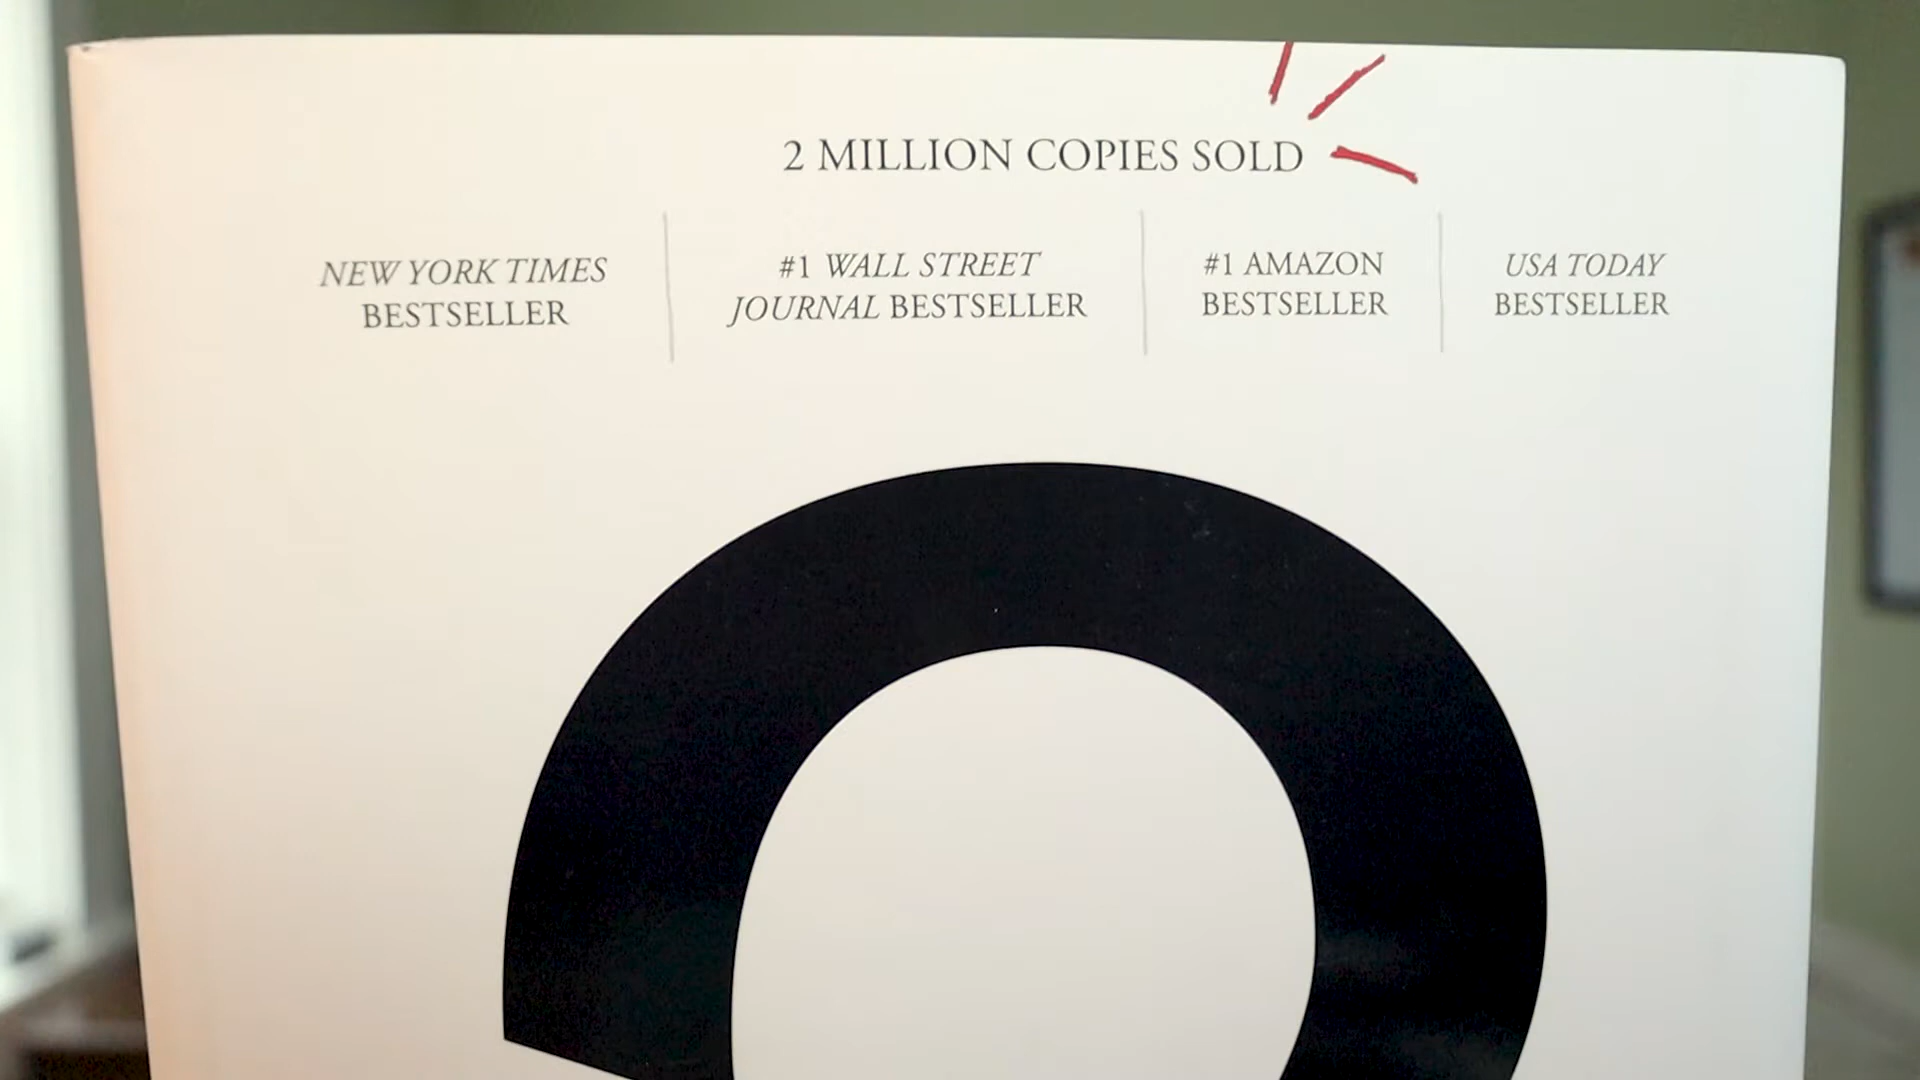 2 MILLION COPIES SOLD
NEW YORK TIMES
BESTSELLER
#1 WALL STREET
JOURNAL BESTSELLER
#1 AMAZON
BESTSELLER
USA TODAY
BESTSELLER